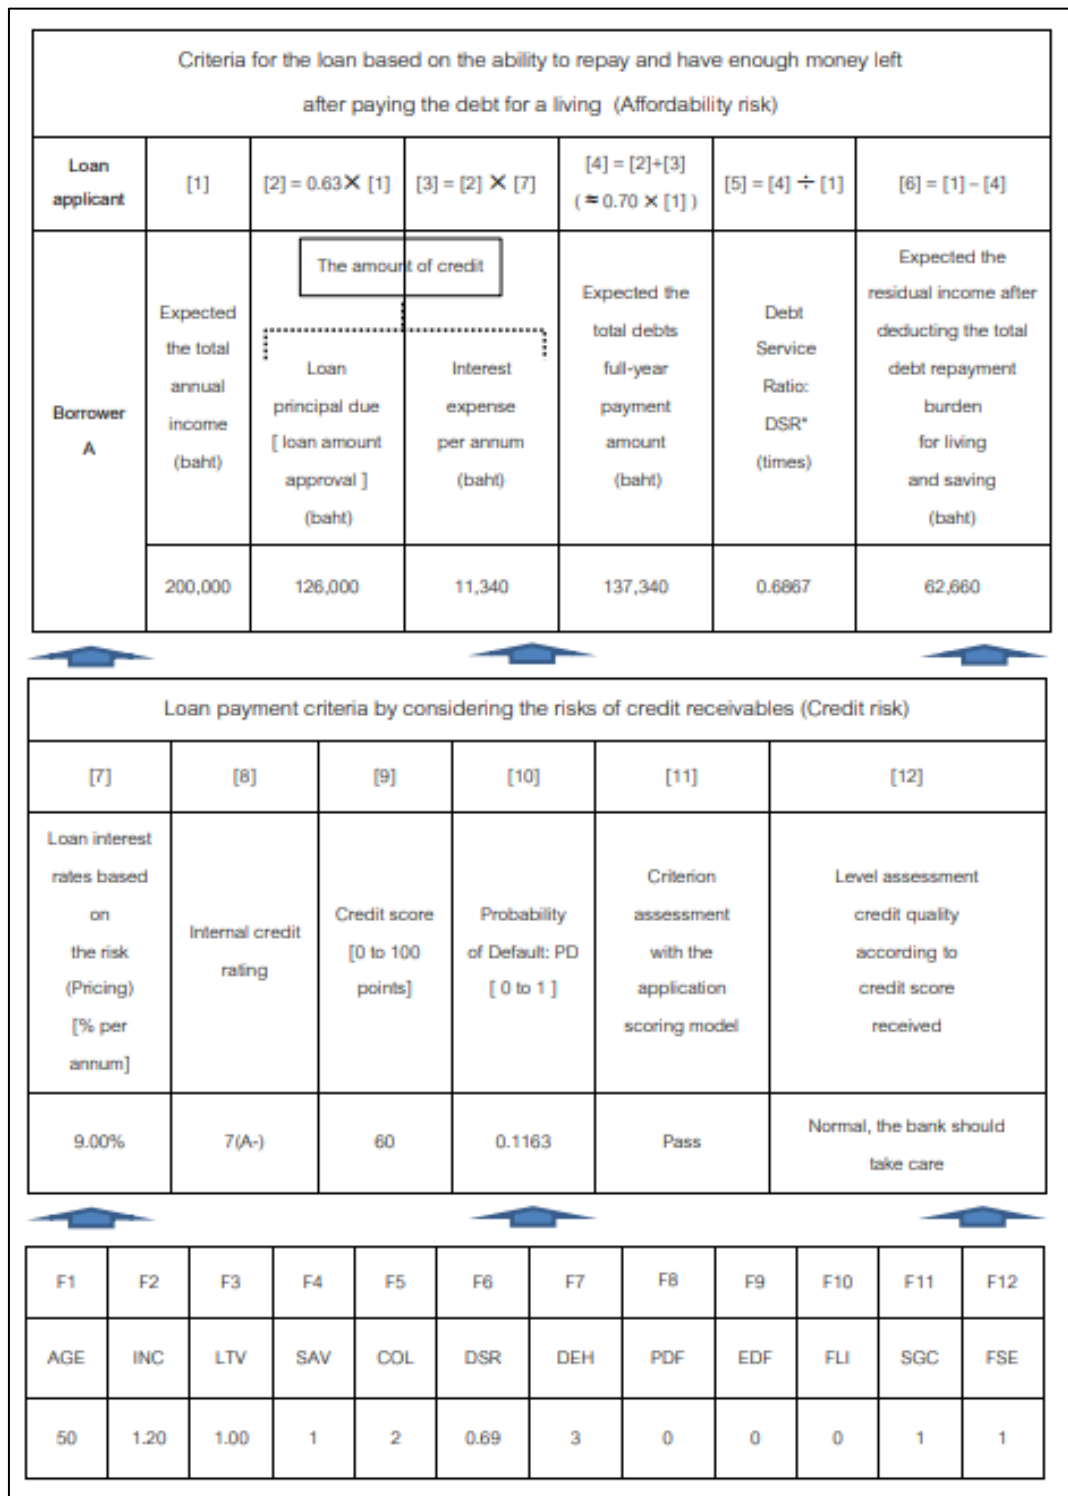 Criteria for the loan based on the ability to repay and have enough money left
after paying the debt for a living (Affordability risk)
Loan
applicant
[1]
[2] = 0.63× [1]
[3] = [2] × [7]
[4] = [2]+[3]
(≈0.70 × [1])
[5] = [4] ÷ [1]
[6] = [1] – [4]
Borrower
A
Expected
the total
annual
income
(baht)
The amount of credit
Loan
principal due
[ loan amount
approval ]
(baht)
Interest
expense
per annum
(baht)
Expected the
total debts
full-year
payment
amount
(baht)
Debt
Service
Ratio:
DSR*
(times)
Expected the
residual income after
deducting the total
debt repayment
burden
for living
and saving
(baht)
200,000
126,000
11,340
137,340
0.6867
62,660
Loan payment criteria by considering the risks of credit receivables (Credit risk)
[7]
[8]
[9]
[10]
[11]
[12]
Loan interest
rates based
on
the risk
(Pricing)
[% per
annum]
Internal credit
rating
Credit score
[0 to 100
points]
Probability
of Default: PD
[ 0 to 1 ]
Criterion
assessment
with the
application
scoring model
Level assessment
credit quality
according to
credit score
received
9.00%
7(A-)
60
0.1163
Pass
Normal, the bank should
take care
F1 F2 F3 F4 F5 F6 F7 F8 F9 F10 F11 F12
AGE INC LTV SAV COL DSR DEH PDF EDF FLI SGC FSE
50 1.20 1.00 1 2 0.69 3 0 0 0 1 1